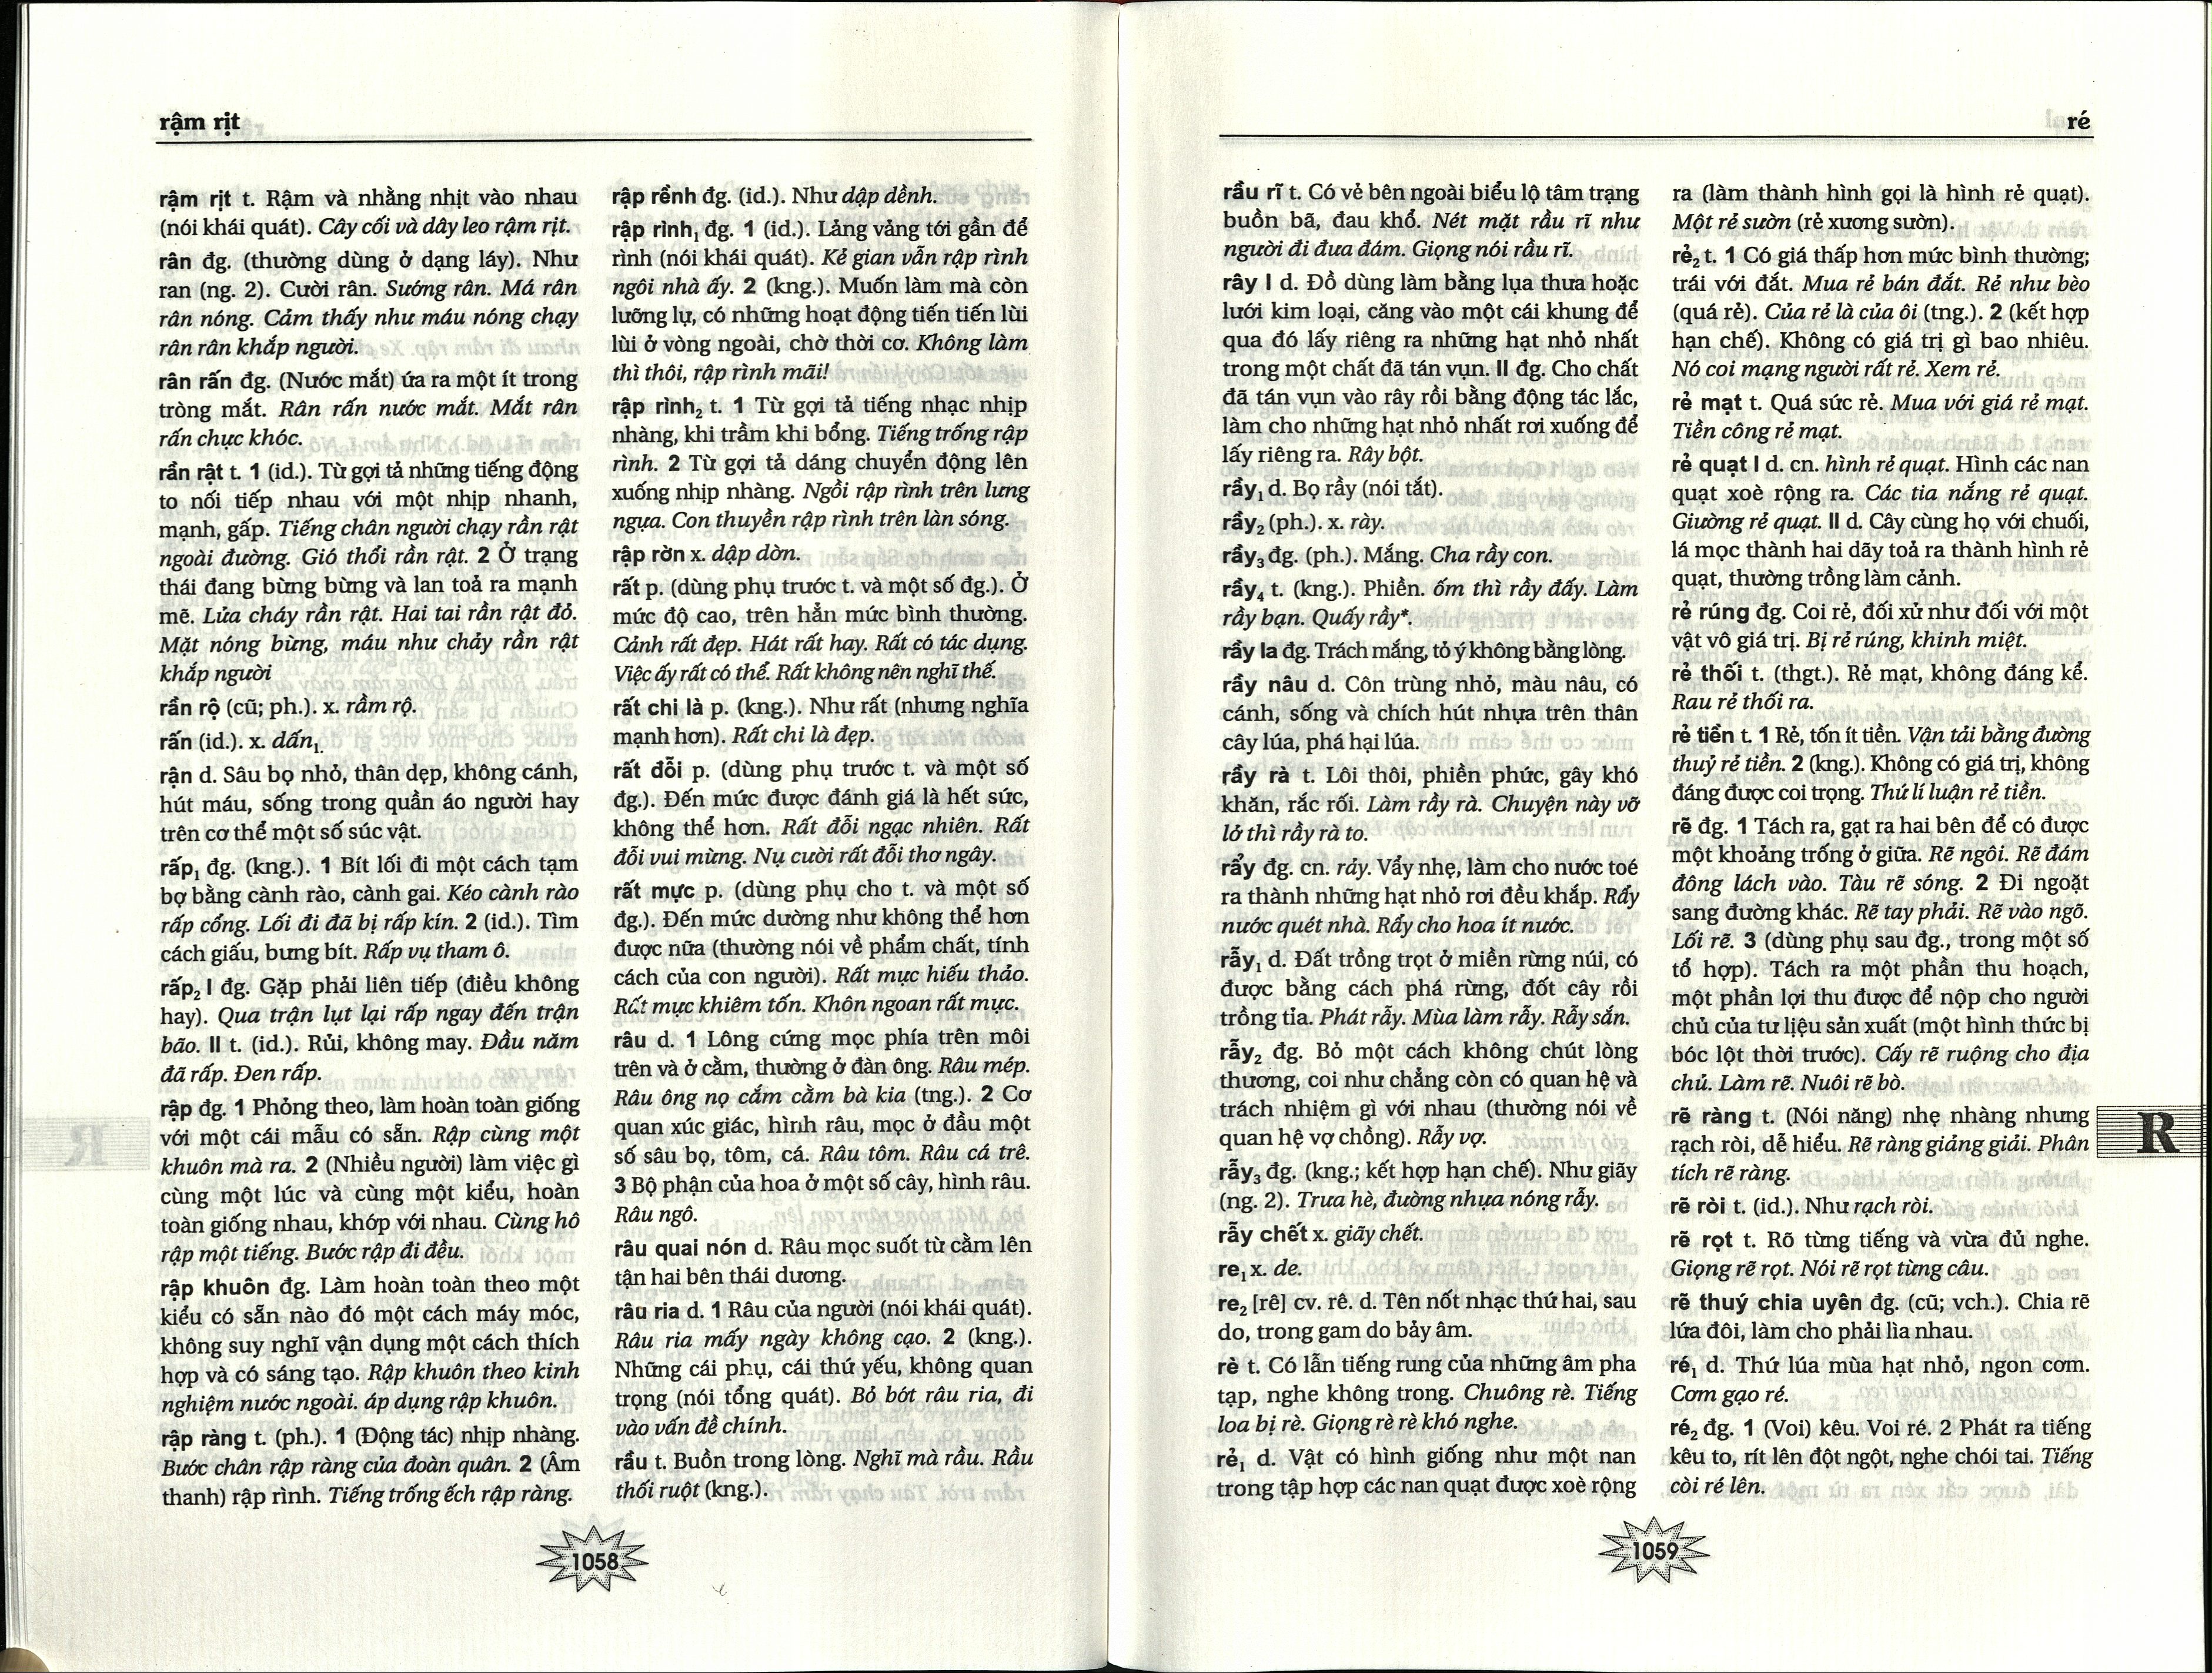 rậm rịt
rậm rịt t. Rậm và nhằng nhịt vào nhau
(nói khái quát). Cây cối và dây leo rậm rịt.
rân đg. (thường dùng ở dạng láy). Như
ran (ng. 2). Cười rân. Sướng rân. Má rân
rân nóng. Cảm thấy như máu nóng chạy
rân rân khắp người.
rân rấn đg. (Nước mắt) ứa ra một ít trong
tròng mắt. Rân rấn nước mắt. Mắt rân
rấn chực khóc.
rần rật t. 1 (id.). Từ gợi tả những tiếng động
to nối tiếp nhau với một nhịp nhanh,
mạnh, gấp. Tiếng chân người chạy rần rật
ngoài đường. Gió thổi rần rật. 2 Ở trạng
thái đang bừng bừng và lan toả ra mạnh
mẽ. Lửa cháy rần rật. Hai tai rần rật đỏ.
Mặt nóng bừng, máu như chảy rần rật
khắp người
rần rộ (cũ; ph.). x. rầm rộ.
rấn (id.). x. dấn₁.
rận d. Sâu bọ nhỏ, thân dẹp, không cánh,
hút máu, sống trong quần áo người hay
trên cơ thể một số súc vật.
rấp₁ đg. (kng.). 1 Bít lối đi một cách tạm
bợ bằng cành rào, cành gai. Kéo cành rào
rấp cổng. Lối đi đã bị rấp kín. 2 (id.). Tìm
cách giấu, bưng bít. Rấp vụ tham ô.
rấp₂ I đg. Gặp phải liên tiếp (điều không
hay). Qua trận lụt lại rấp ngay đến trận
bão. II t. (id.). Rủi, không may. Đầu năm
đã rấp. Đen rấp.
rập đg. 1 Phỏng theo, làm hoàn toàn giống
với một cái mẫu có sẵn. Rập cùng một
khuôn mà ra. 2 (Nhiều người) làm việc gì
cùng một lúc và cùng một kiểu, hoàn
toàn giống nhau, khớp với nhau. Cùng hô
rập một tiếng. Bước rập đi đều.
rập khuôn đg. Làm hoàn toàn theo một
kiểu có sẵn nào đó một cách máy móc,
không suy nghĩ vận dụng một cách thích
hợp và có sáng tạo. Rập khuôn theo kinh
nghiệm nước ngoài. áp dụng rập khuôn.
rập ràng t. (ph.). 1 (Động tác) nhịp nhàng.
Bước chân rập ràng của đoàn quân. 2 (Âm
thanh) rập rình. Tiếng trống ếch rập ràng.
rập rềnh đg. (id.). Như dập dềnh.
rập rình₁ đg. 1 (id.). Lảng vảng tới gần để
rình (nói khái quát). Kẻ gian vẫn rập rình
ngôi nhà ấy. 2 (kng.). Muốn làm mà còn
lưỡng lự, có những hoạt động tiến tiến lùi
lùi ở vòng ngoài, chờ thời cơ. Không làm
thì thôi, rập rình mãi!
rập rình₂ t. 1 Từ gợi tả tiếng nhạc nhịp
nhàng, khi trầm khi bổng. Tiếng trống rập
rình. 2 Từ gợi tả dáng chuyển động lên
xuống nhịp nhàng. Ngồi rập rình trên lưng
ngựa. Con thuyền rập rình trên làn sóng.
rập rờn x. dập dờn.
rất p. (dùng phụ trước t. và một số đg.). Ở
mức độ cao, trên hẳn mức bình thường.
Cảnh rất đẹp. Hát rất hay. Rất có tác dụng.
Việc ấy rất có thể. Rất không nên nghĩ thế.
rất chi là p. (kng.). Như rất (nhưng nghĩa
mạnh hơn). Rất chi là đẹp.
rất đỗi p. (dùng phụ trước t. và một số
đg.). Đến mức được đánh giá là hết sức,
không thể hơn. Rất đỗi ngạc nhiên. Rất
đỗi vui mừng. Nụ cười rất đỗi thơ ngây.
rất mực p. (dùng phụ cho t. và một số
đg.). Đến mức dường như không thể hơn
được nữa (thường nói về phẩm chất, tính
cách của con người). Rất mực hiếu thảo.
Rất mực khiêm tốn. Khôn ngoan rất mực.
râu d. 1 Lông cứng mọc phía trên môi
trên và ở cằm, thường ở đàn ông. Râu mép.
Râu ông nọ cắm cằm bà kia (tng.). 2 Cơ
quan xúc giác, hình râu, mọc ở đầu một
số sâu bọ, tôm, cá. Râu tôm. Râu cá trê.
3 Bộ phận của hoa ở một số cây, hình râu.
Râu ngô.
râu quai nón d. Râu mọc suốt từ cằm lên
tận hai bên thái dương.
râu ria d. 1 Râu của người (nói khái quát).
Râu ria mấy ngày không cạo. 2 (kng.).
Những cái phụ, cái thứ yếu, không quan
trọng (nói tổng quát). Bỏ bớt râu ria, đi
vào vấn đề chính.
rầu t. Buồn trong lòng. Nghĩ mà rầu. Rầu
thối ruột (kng.).
1058
ré
rầu rĩ t. Có vẻ bên ngoài biểu lộ tâm trạng
buồn bã, đau khổ. Nét mặt rầu rĩ như
người đi đưa đám. Giọng nói rầu rĩ.
rây I d. Đồ dùng làm bằng lụa thưa hoặc
lưới kim loại, căng vào một cái khung để
qua đó lấy riêng ra những hạt nhỏ nhất
trong một chất đã tán vụn. II đg. Cho chất
đã tán vụn vào rây rồi bằng động tác lắc,
làm cho những hạt nhỏ nhất rơi xuống để
lấy riêng ra. Rây bột.
rầy₁ d. Bọ rầy (nói tắt).
rầy₂ (ph.). x. rày.
rầy₃ đg. (ph.). Mắng. Cha rầy con.
rầy₄ t. (kng.). Phiền. ốm thì rầy đấy. Làm
rầy bạn. Quấy rầy*.
rầy la đg. Trách mắng, tỏ ý không bằng lòng.
rầy nâu d. Côn trùng nhỏ, màu nâu, có
cánh, sống và chích hút nhựa trên thân
cây lúa, phá hại lúa.
rầy rà t. Lôi thôi, phiền phức, gây khó
khăn, rắc rối. Làm rầy rà. Chuyện này vỡ
lở thì rầy rà to.
rẩy đg. cn. rảy. Vẩy nhẹ, làm cho nước toé
ra thành những hạt nhỏ rơi đều khắp. Rẩy
nước quét nhà. Rẩy cho hoa ít nước.
rẫy₁ d. Đất trồng trọt ở miền rừng núi, có
được bằng cách phá rừng, đốt cây rồi
trồng tỉa. Phát rẫy. Mùa làm rẫy. Rẫy sắn.
rẫy₂ đg. Bỏ một cách không chút lòng
thương, coi như chẳng còn có quan hệ và
trách nhiệm gì với nhau (thường nói về
quan hệ vợ chồng). Rẫy vợ.
rẫy₃ đg. (kng.; kết hợp hạn chế). Như giãy
(ng. 2). Trưa hè, đường nhựa nóng rẫy.
rẫy chết x. giãy chết.
re₁ x. de.
re₂ [rê] cv. rê. d. Tên nốt nhạc thứ hai, sau
do, trong gam do bảy âm.
rè t. Có lẫn tiếng rung của những âm pha
tạp, nghe không trong. Chuông rè. Tiếng
loa bị rè. Giọng rè rè khó nghe.
rẻ₁ d. Vật có hình giống như một nan
trong tập hợp các nan quạt được xoè rộng
ra (làm thành hình gọi là hình rẻ quạt).
Một rẻ sườn (rẻ xương sườn).
rẻ₂ t. 1 Có giá thấp hơn mức bình thường;
trái với đắt. Mua rẻ bán đắt. Rẻ như bèo
(quá rẻ). Của rẻ là của ôi (tng.). 2 (kết hợp
hạn chế). Không có giá trị gì bao nhiêu.
Nó coi mạng người rất rẻ. Xem rẻ.
rẻ mạt t. Quá sức rẻ. Mua với giá rẻ mạt.
Tiền công rẻ mạt.
rẻ quạt I d. cn. hình rẻ quạt. Hình các nan
quạt xoè rộng ra. Các tia nắng rẻ quạt.
Giường rẻ quạt. II d. Cây cùng họ với chuối,
lá mọc thành hai dãy toả ra thành hình rẻ
quạt, thường trồng làm cảnh.
rẻ rúng đg. Coi rẻ, đối xử như đối với một
vật vô giá trị. Bị rẻ rúng, khinh miệt.
rẻ thối t. (thgt.). Rẻ mạt, không đáng kể.
Rau rẻ thối ra.
rẻ tiền t. 1 Rẻ, tốn ít tiền. Vận tải bằng đường
thuỷ rẻ tiền. 2 (kng.). Không có giá trị, không
đáng được coi trọng. Thứ lí luận rẻ tiền.
rẽ đg. 1 Tách ra, gạt ra hai bên để có được
một khoảng trống ở giữa. Rẽ ngôi. Rẽ đám
đông lách vào. Tàu rẽ sóng. 2 Đi ngoặt
sang đường khác. Rẽ tay phải. Rẽ vào ngõ.
Lối rẽ. 3 (dùng phụ sau đg., trong một số
tổ hợp). Tách ra một phần thu hoạch,
một phần lợi thu được để nộp cho người
chủ của tư liệu sản xuất (một hình thức bị
bóc lột thời trước). Cấy rẽ ruộng cho địa
chủ. Làm rẽ. Nuôi rẽ bò.
rẽ ràng t. (Nói năng) nhẹ nhàng nhưng
rạch ròi, dễ hiểu. Rẽ ràng giảng giải. Phân
tích rẽ ràng.
rẽ ròi t. (id.). Như rạch ròi.
rẽ rọt t. Rõ từng tiếng và vừa đủ nghe.
Giọng rẽ rọt. Nói rẽ rọt từng câu.
rẽ thuý chia uyên đg. (cũ; vch.). Chia rẽ
lứa đôi, làm cho phải lìa nhau.
ré₁ d. Thứ lúa mùa hạt nhỏ, ngon cơm.
Cơm gạo ré.
ré₂ đg. 1 (Voi) kêu. Voi ré. 2 Phát ra tiếng
kêu to, rít lên đột ngột, nghe chói tai. Tiếng
còi ré lên.
R
1059